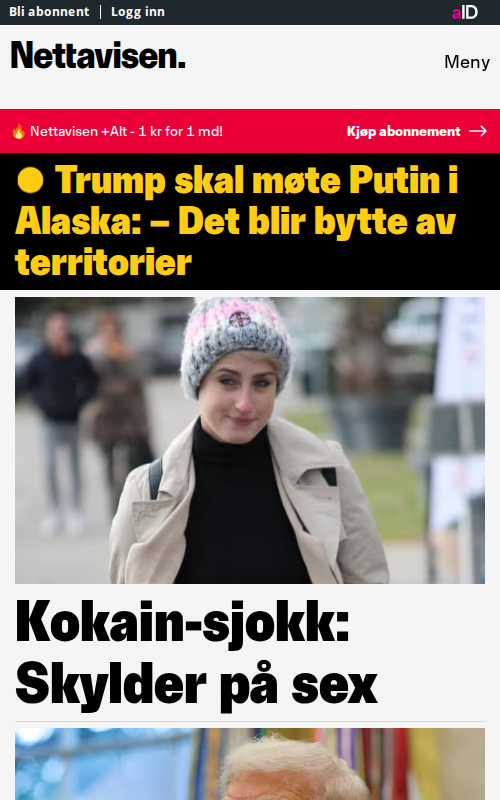 Bli abonnent | Logg inn
aID
Nettavisen.
Meny
🔥 Nettavisen +Alt - 1 kr for 1 md!
Kjøp abonnement →
Trump skal møte Putin i
Alaska: – Det blir bytte av
territorier
Kokain-sjokk:
Skylder på sex